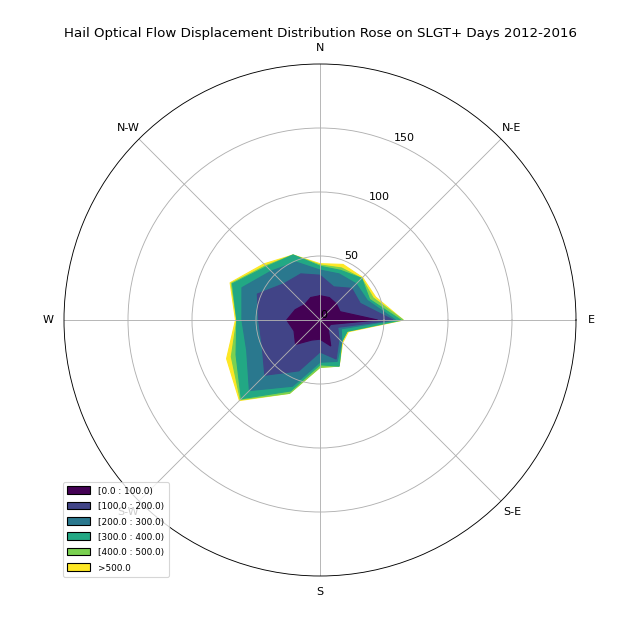 Hail Optical Flow Displacement Distribution Rose on SLGT+ Days 2012-2016
N
N-W
N-E
150
100
50
W
E
S-W
S-E
S
[0.0 : 100.0)
[100.0 : 200.0)
[200.0 : 300.0)
[300.0 : 400.0)
[400.0 : 500.0)
>500.0